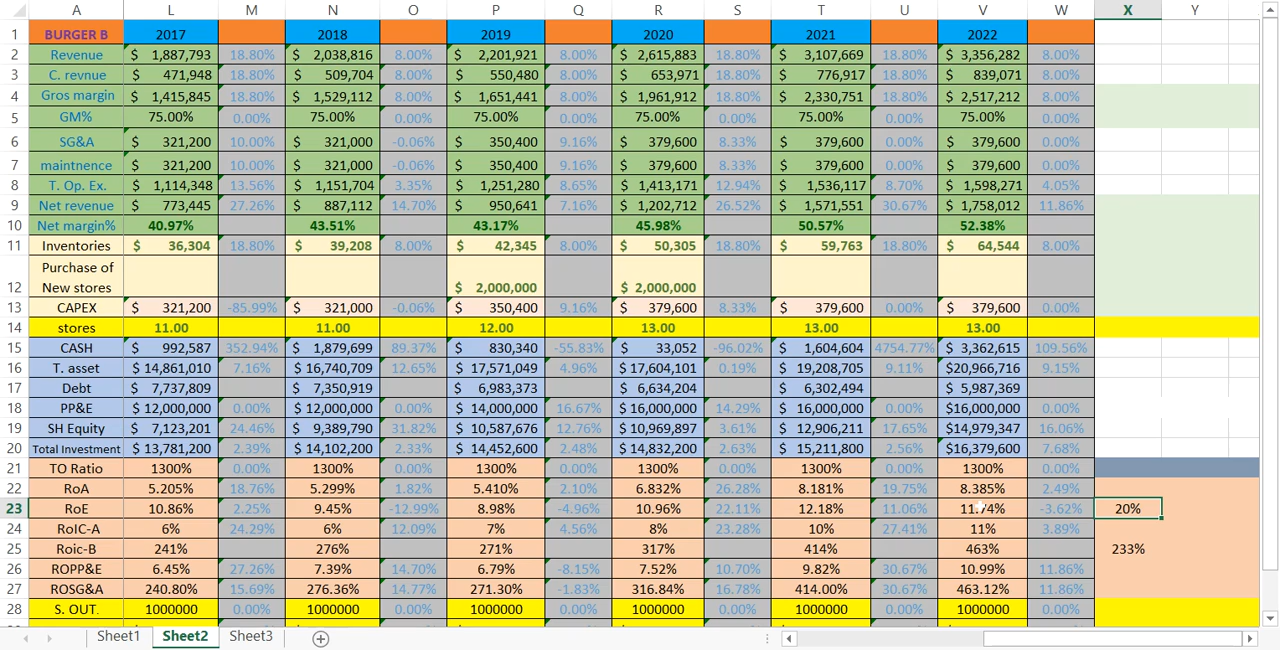 A L M N O P Q R S T U V W X Y
1 BURGER B 2017 2018 2019 2020 2021 2022
2 Revenue $ 1,887,793 18.80% $ 2,038,816 8.00% $ 2,201,921 8.00% $ 2,615,883 18.80% $ 3,107,669 18.80% $ 3,356,282 8.00%
3 C. revnue $ 471,948 18.80% $ 509,704 8.00% $ 550,480 8.00% $ 653,971 18.80% $ 776,917 18.80% $ 839,071 8.00%
4 Gros margin $ 1,415,845 18.80% $ 1,529,112 8.00% $ 1,651,441 8.00% $ 1,961,912 18.80% $ 2,330,751 18.80% $ 2,517,212 8.00%
5 GM% 75.00% 0.00% 75.00% 0.00% 75.00% 0.00% 75.00% 0.00% 75.00% 0.00% 75.00% 0.00%
6 SG&A $ 321,200 10.00% $ 321,000 -0.06% $ 350,400 9.16% $ 379,600 8.33% $ 379,600 0.00% $ 379,600 0.00%
7 maintnence $ 321,200 10.00% $ 321,000 -0.06% $ 350,400 9.16% $ 379,600 8.33% $ 379,600 0.00% $ 379,600 0.00%
8 T. Op. Ex. $ 1,114,348 13.56% $ 1,151,704 3.35% $ 1,251,280 8.65% $ 1,413,171 12.94% $ 1,536,117 8.70% $ 1,598,271 4.05%
9 Net revenue $ 773,445 27.26% $ 887,112 14.70% $ 950,641 7.16% $ 1,202,712 26.52% $ 1,571,551 30.67% $ 1,758,012 11.86%
10 Net margin% 40.97% 43.51% 43.17% 45.98% 50.57% 52.38%
11 Inventories $ 36,304 18.80% $ 39,208 8.00% $ 42,345 8.00% $ 50,305 18.80% $ 59,763 18.80% $ 64,544 8.00%
Purchase of
12 New stores $ 2,000,000 $ 2,000,000
13 CAPEX $ 321,200 -85.99% $ 321,000 -0.06% $ 350,400 9.16% $ 379,600 8.33% $ 379,600 0.00% $ 379,600 0.00%
14 stores 11.00 11.00 12.00 13.00 13.00 13.00
15 CASH $ 992,587 352.94% $ 1,879,699 89.37% $ 830,340 -55.83% $ 33,052 -96.02% $ 1,604,604 4754.77% $ 3,362,615 109.56%
16 T. asset $ 14,861,010 7.16% $ 16,740,709 12.65% $ 17,571,049 4.96% $ 17,604,101 0.19% $ 19,208,705 9.11% $20,966,716 9.15%
17 Debt $ 7,737,809 $ 7,350,919 $ 6,983,373 $ 6,634,204 $ 6,302,494 $ 5,987,369
18 PP&E $ 12,000,000 0.00% $ 12,000,000 0.00% $ 14,000,000 16.67% $ 16,000,000 14.29% $ 16,000,000 0.00% $16,000,000 0.00%
19 SH Equity $ 7,123,201 24.46% $ 9,389,790 31.82% $ 10,587,676 12.76% $ 10,969,897 3.61% $ 12,906,211 17.65% $14,979,347 16.06%
20 Total Investment $ 13,781,200 2.39% $ 14,102,200 2.33% $ 14,452,600 2.48% $ 14,832,200 2.63% $ 15,211,800 2.56% $16,379,600 7.68%
21 TO Ratio 1300% 0.00% 1300% 0.00% 1300% 0.00% 1300% 0.00% 1300% 0.00% 1300% 0.00%
22 RoA 5.205% 18.76% 5.299% 1.82% 5.410% 2.10% 6.832% 26.28% 8.181% 19.75% 8.385% 2.49%
23 RoE 10.86% 2.25% 9.45% -12.99% 8.98% -4.96% 10.96% 22.11% 12.18% 11.06% -3.62% 20%
24 RoIC-A 6% 24.29% 6% 12.09% 7% 4.56% 8% 23.28% 10% 27.41% 11% 3.89%
25 Roic-B 241% 276% 271% 317% 414% 463% 233%
26 ROPP&E 6.45% 27.26% 7.39% 14.70% 6.79% -8.15% 7.52% 10.70% 9.82% 30.67% 10.99% 11.86%
27 ROSG&A 240.80% 15.69% 276.36% 14.77% 271.30% -1.83% 316.84% 16.78% 414.00% 30.67% 463.12% 11.86%
28 S. OUT. 1000000 0.00% 1000000 0.00% 1000000 0.00% 1000000 0.00% 1000000 0.00% 1000000 0.00%
Sheet1 Sheet2 Sheet3